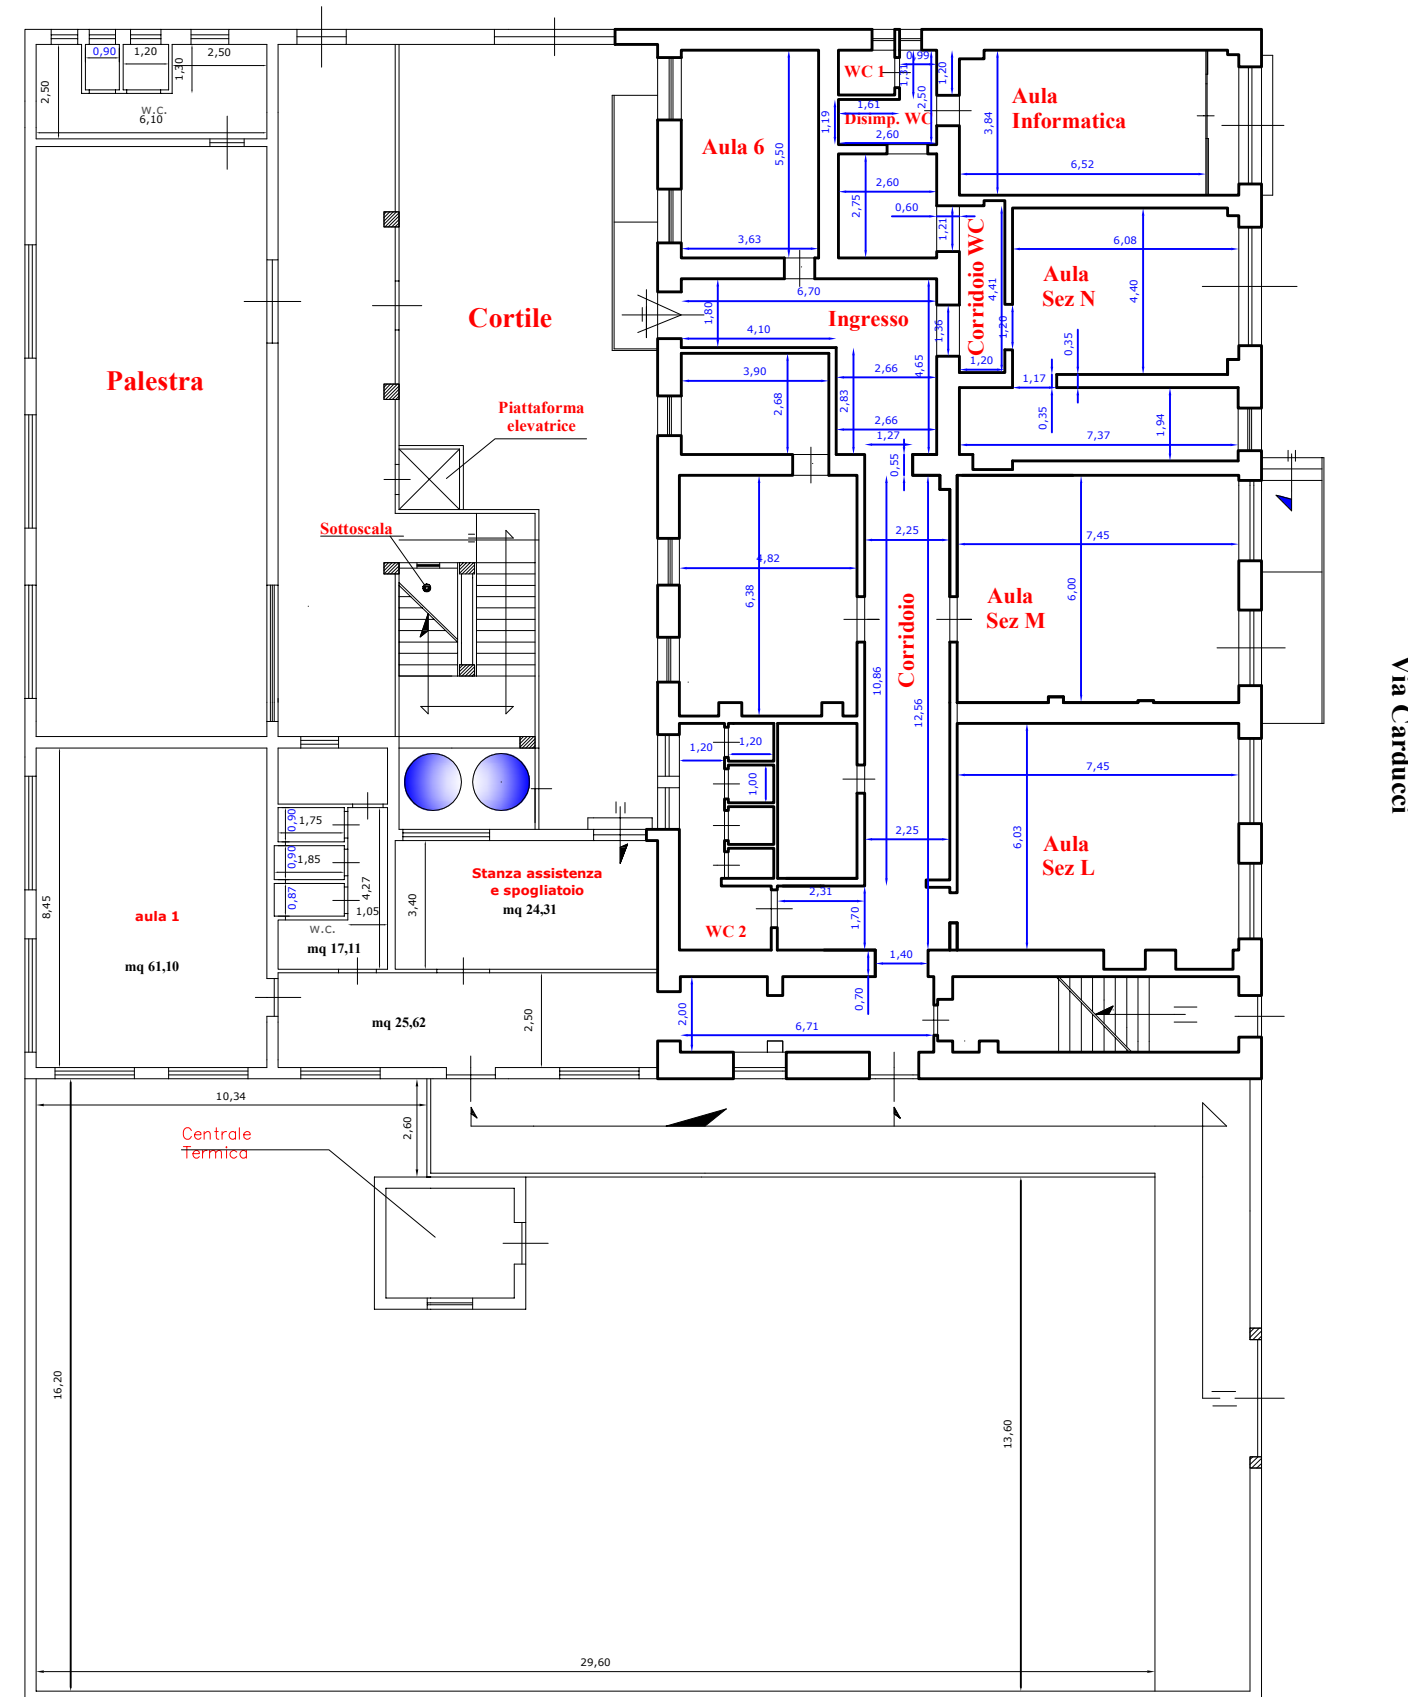 0,90
1,20
2,50
1,30
2,50
w.c.
6,10
Palestra
Cortile
Piattaforma
elevatrice
Sottoscala
Aula 6
5,50
3,63
WC 1
0,99
1,31
2,50
1,20
1,61
1,19
Disimp. WC
2,60
2,60
2,75
0,60
1,21
Aula
Informatica
3,84
6,52
Corridoio WC
4,41
1,20
1,20
6,08
Aula
Sez N
4,40
0,35
1,17
0,35
7,37
1,94
6,70
1,80
Ingresso
4,10
1,36
4,65
3,90
2,68
2,66
2,83
2,66
1,27
0,55
2,25
4,82
6,38
Corridoio
10,86
12,56
7,45
Aula
Sez M
6,00
Via Carducci
1,20
1,20
1,00
2,25
7,45
6,03
Aula
Sez L
2,31
1,70
WC 2
1,40
0,70
2,00
6,71
0,90
1,75
0,90
1,85
0,87
4,27
1,05
w.c.
mq 17,11
8,45
aula 1
mq 61,10
3,40
Stanza assistenza
e spogliatoio
mq 24,31
mq 25,62
2,50
10,34
2,60
Centrale
Termica
16,20
13,60
29,60